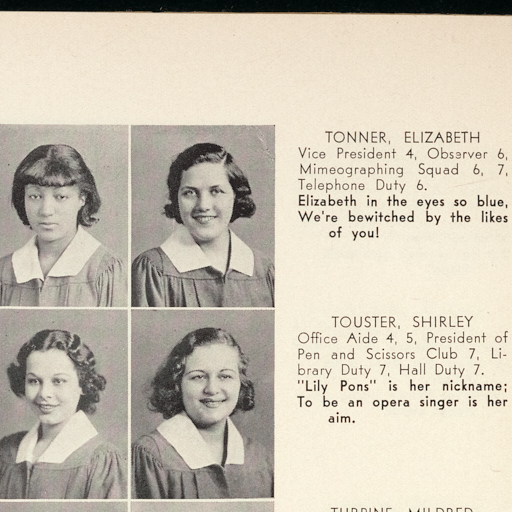 TONNER, ELIZABETH
Vice President 4, Observer 6,
Mimeographing Squad 6, 7,
Telephone Duty 6.
Elizabeth in the eyes so blue,
We're bewitched by the likes
of you!
TOUSTER, SHIRLEY
Office Aide 4, 5, President of
Pen and Scissors Club 7, Li-
brary Duty 7, Hall Duty 7.
"Lily Pons" is her nickname;
To be an opera singer is her
aim.
TURRINE, MILDRED